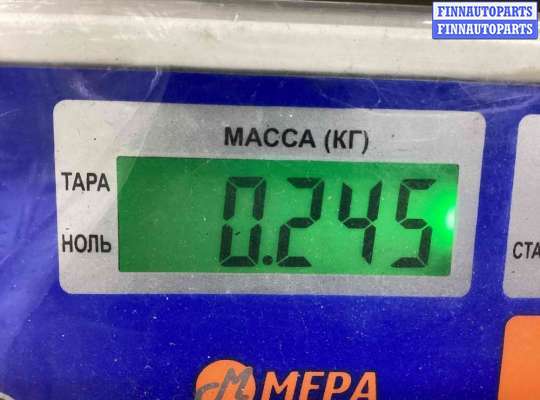 FINNAUTOPARTS
FINNAUTOPARTS
МАССА (КГ)
ТАРА
0.245
НОЛЬ
СТА
МЕРА